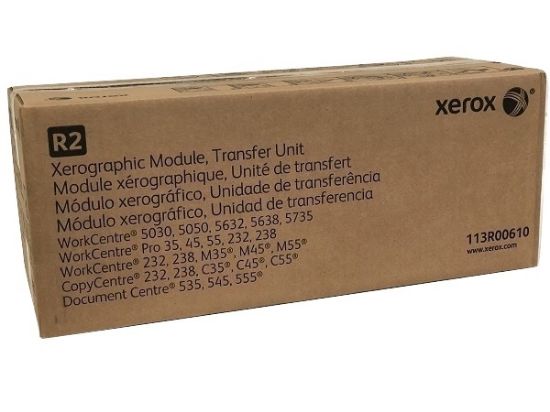 xerox
R2
Xerographic Module, Transfer Unit
Module xérographique, Unité de transfert
Módulo xerográfico, Unidade de transferência
Módulo xerográfico, Unidad de transferencia
WorkCentre® 5030, 5050, 5632, 5638, 5735
WorkCentre® Pro 35, 45, 55, 232, 238
WorkCentre® 232, 238, M35®, M45®, M55®
CopyCentre® 232, 238, C35®, C45®, C55®
Document Centre® 535, 545, 555®
113R00610
www.xerox.com